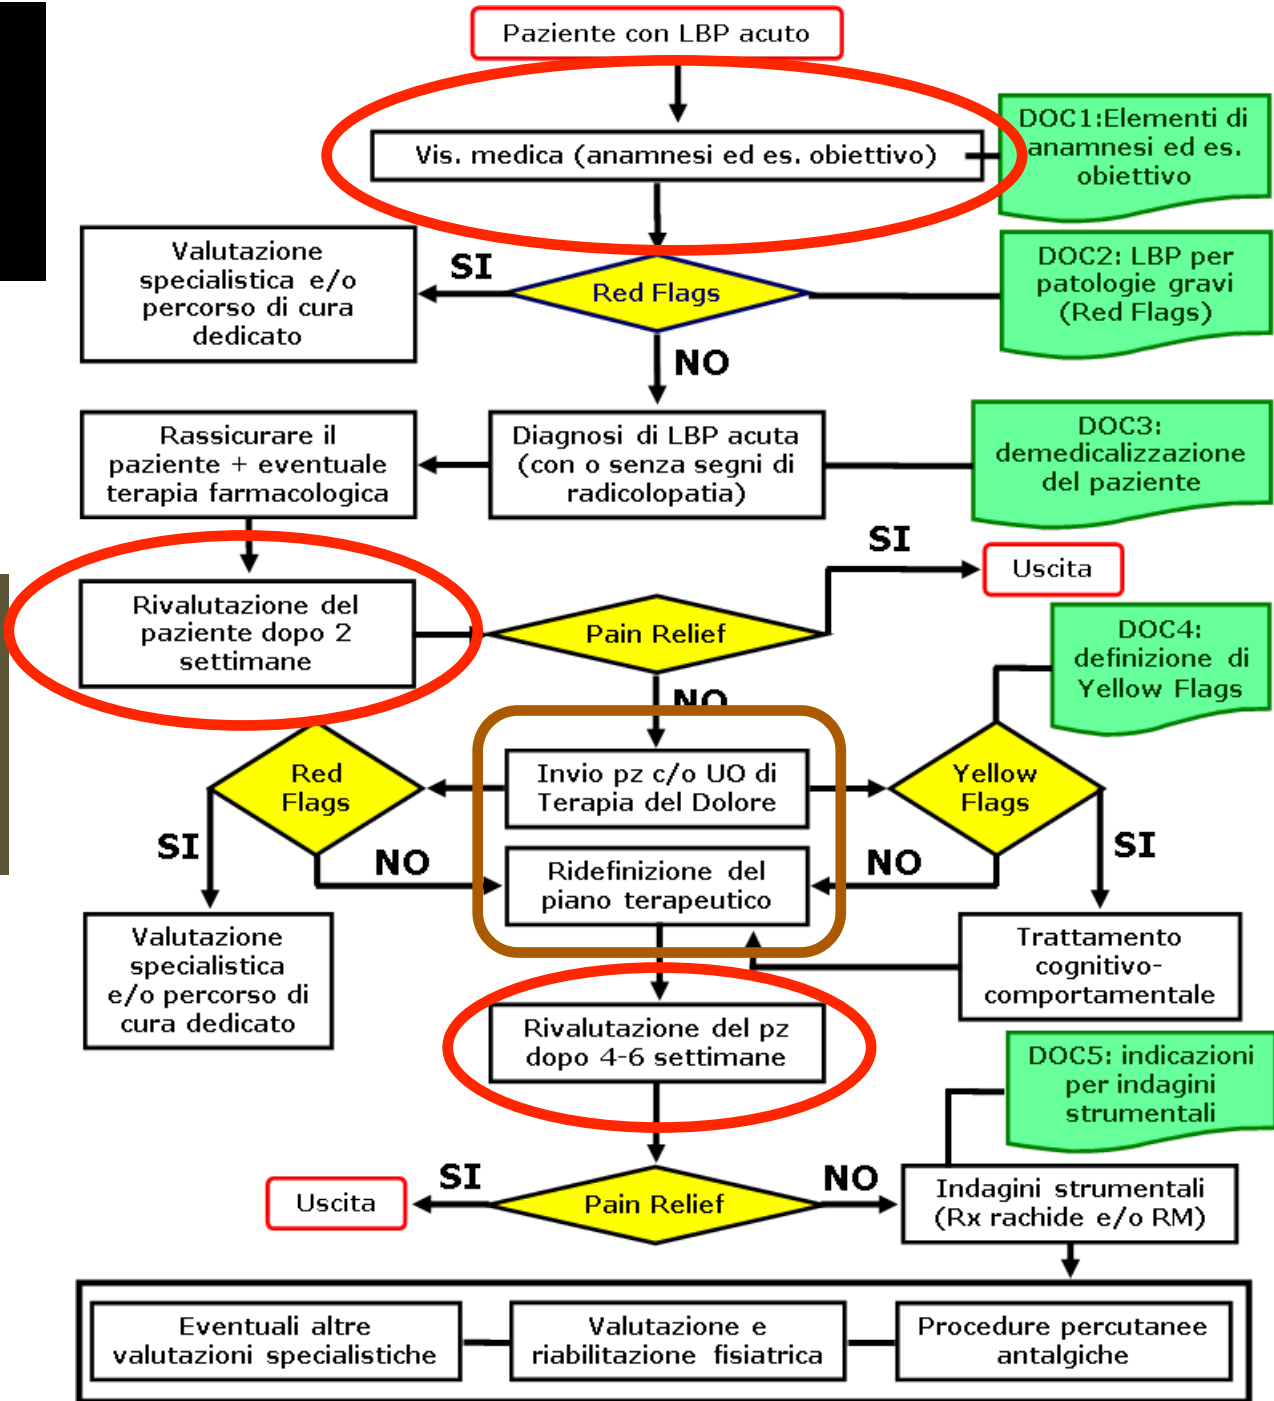 Paziente con LBP acuto
Vis. medica (anamnesi ed es. obiettivo)
DOC1:Elementi di
anamnesi ed es.
obiettivo
Valutazione
specialistica e/o
percorso di cura
dedicato
SI
Red Flags
DOC2: LBP per
patologie gravi
(Red Flags)
NO
Rassicurare il
paziente + eventuale
terapia farmacologica
Diagnosi di LBP acuta
(con o senza segni di
radicolopatia)
DOC3:
demedicalizzazione
del paziente
SI
Uscita
Rivalutazione del
paziente dopo 2
settimane
Pain Relief
DOC4:
definizione di
Yellow Flags
NO
Red
Flags
Invio pz c/o UO di
Terapia del Dolore
Yellow
Flags
SI
NO
Ridefinizione del
piano terapeutico
NO
SI
Valutazione
specialistica
e/o percorso di
cura dedicato
Trattamento
cognitivo-
comportamentale
Rivalutazione del pz
dopo 4-6 settimane
DOC5: indicazioni
per indagini
strumentali
Uscita
SI
Pain Relief
NO
Indagini strumentali
(Rx rachide e/o RM)
Eventuali altre
valutazioni specialistiche
Valutazione e
riabilitazione fisiatrica
Procedure percutanee
antalgiche